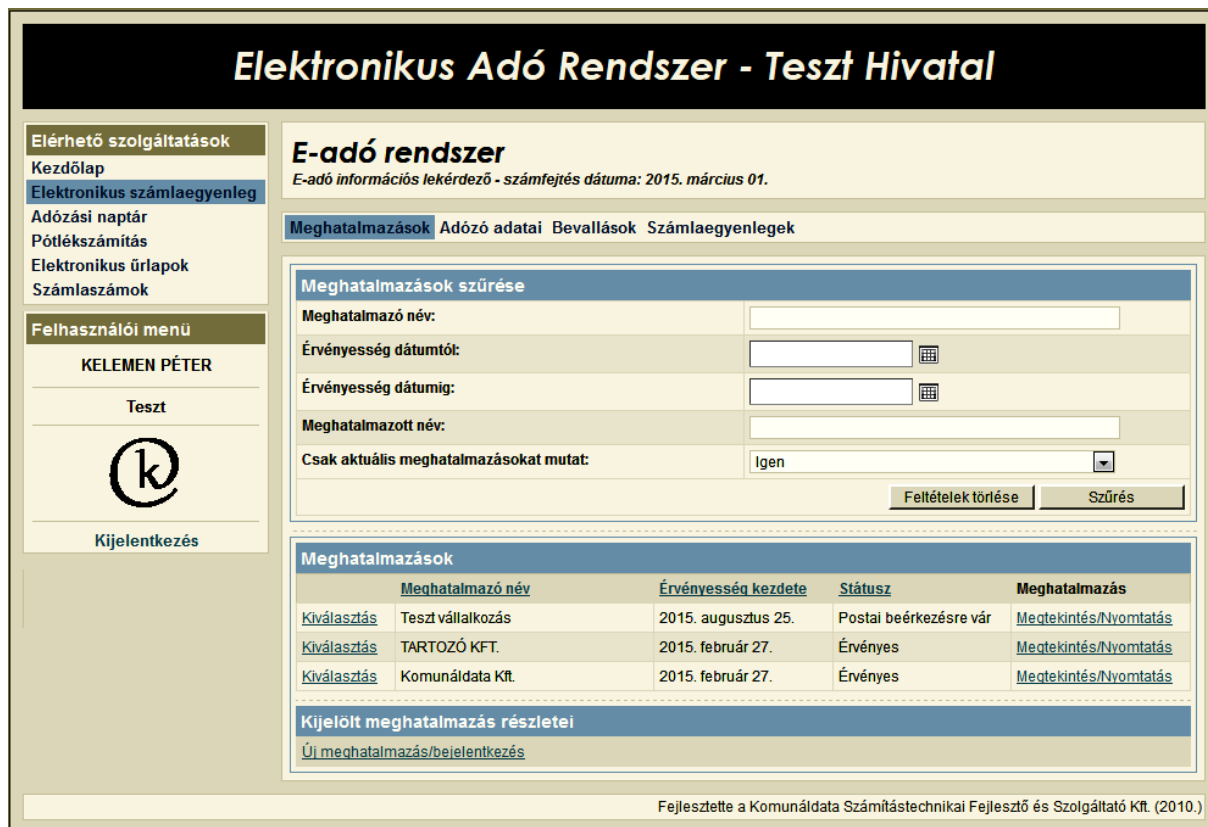 Elektronikus Adó Rendszer - Teszt Hivatal
Elérhető szolgáltatások
Kezdőlap
Elektronikus számlaegyenleg
Adózási naptár
Pótlékszámítás
Elektronikus űrlapok
Számlaszámok
Felhasználói menü
KELEMEN PÉTER
Teszt
k
Kijelentkezés
E-adó rendszer
E-adó információs lekérdező - számfejtés dátuma: 2015. március 01.
Meghatalmazások Adózó adatai Bevallások Számlaegyenlegek
Meghatalmazások szűrése
Meghatalmazó név:
Érvényesség dátumtól:
Érvényesség dátumig:
Meghatalmazott név:
Csak aktuális meghatalmazásokat mutat: Igen
Feltételek törlése Szűrés
Meghatalmazások
Meghatalmazó név Érvényesség kezdete Státusz Meghatalmazás
Kiválasztás Teszt vállalkozás 2015. augusztus 25. Postai beérkezésre vár Megtekintés/Nyomtatás
Kiválasztás TARTOZÓ KFT. 2015. február 27. Érvényes Megtekintés/Nyomtatás
Kiválasztás Komunáldata Kft. 2015. február 27. Érvényes Megtekintés/Nyomtatás
Kijelölt meghatalmazás részletei
Új meghatalmazás/bejelentkezés
Fejlesztette a Komunáldata Számítástechnikai Fejlesztő és Szolgáltató Kft. (2010.)